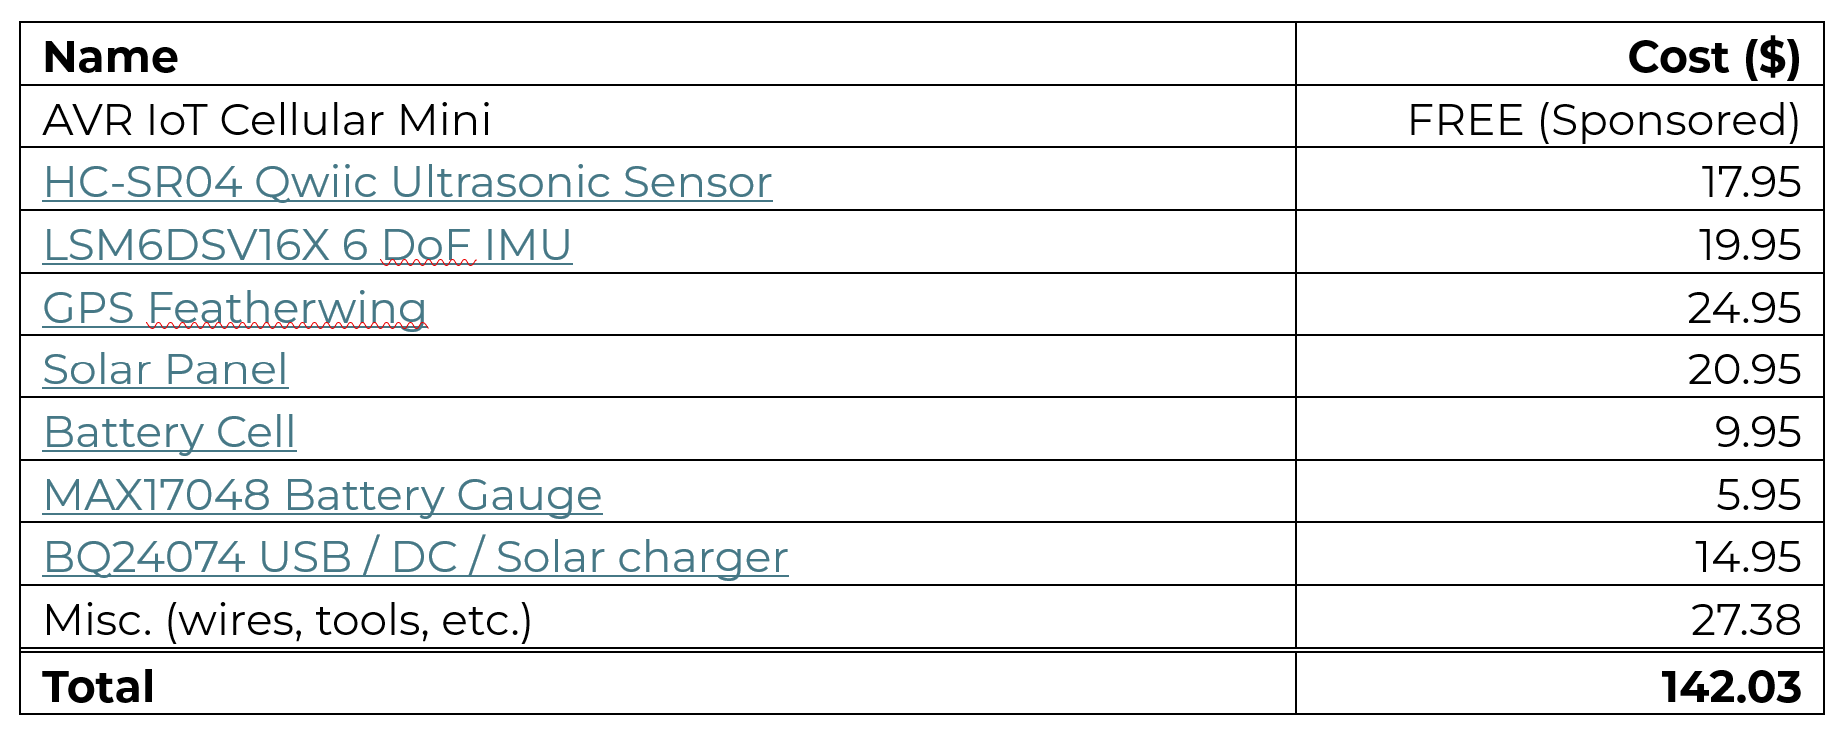 Name Cost ($)
AVR IoT Cellular Mini FREE (Sponsored)
HC-SR04 Qwiic Ultrasonic Sensor 17.95
LSM6DSV16X 6 DoF IMU 19.95
GPS Featherwing 24.95
Solar Panel 20.95
Battery Cell 9.95
MAX17048 Battery Gauge 5.95
BQ24074 USB / DC / Solar charger 14.95
Misc. (wires, tools, etc.) 27.38
Total 142.03